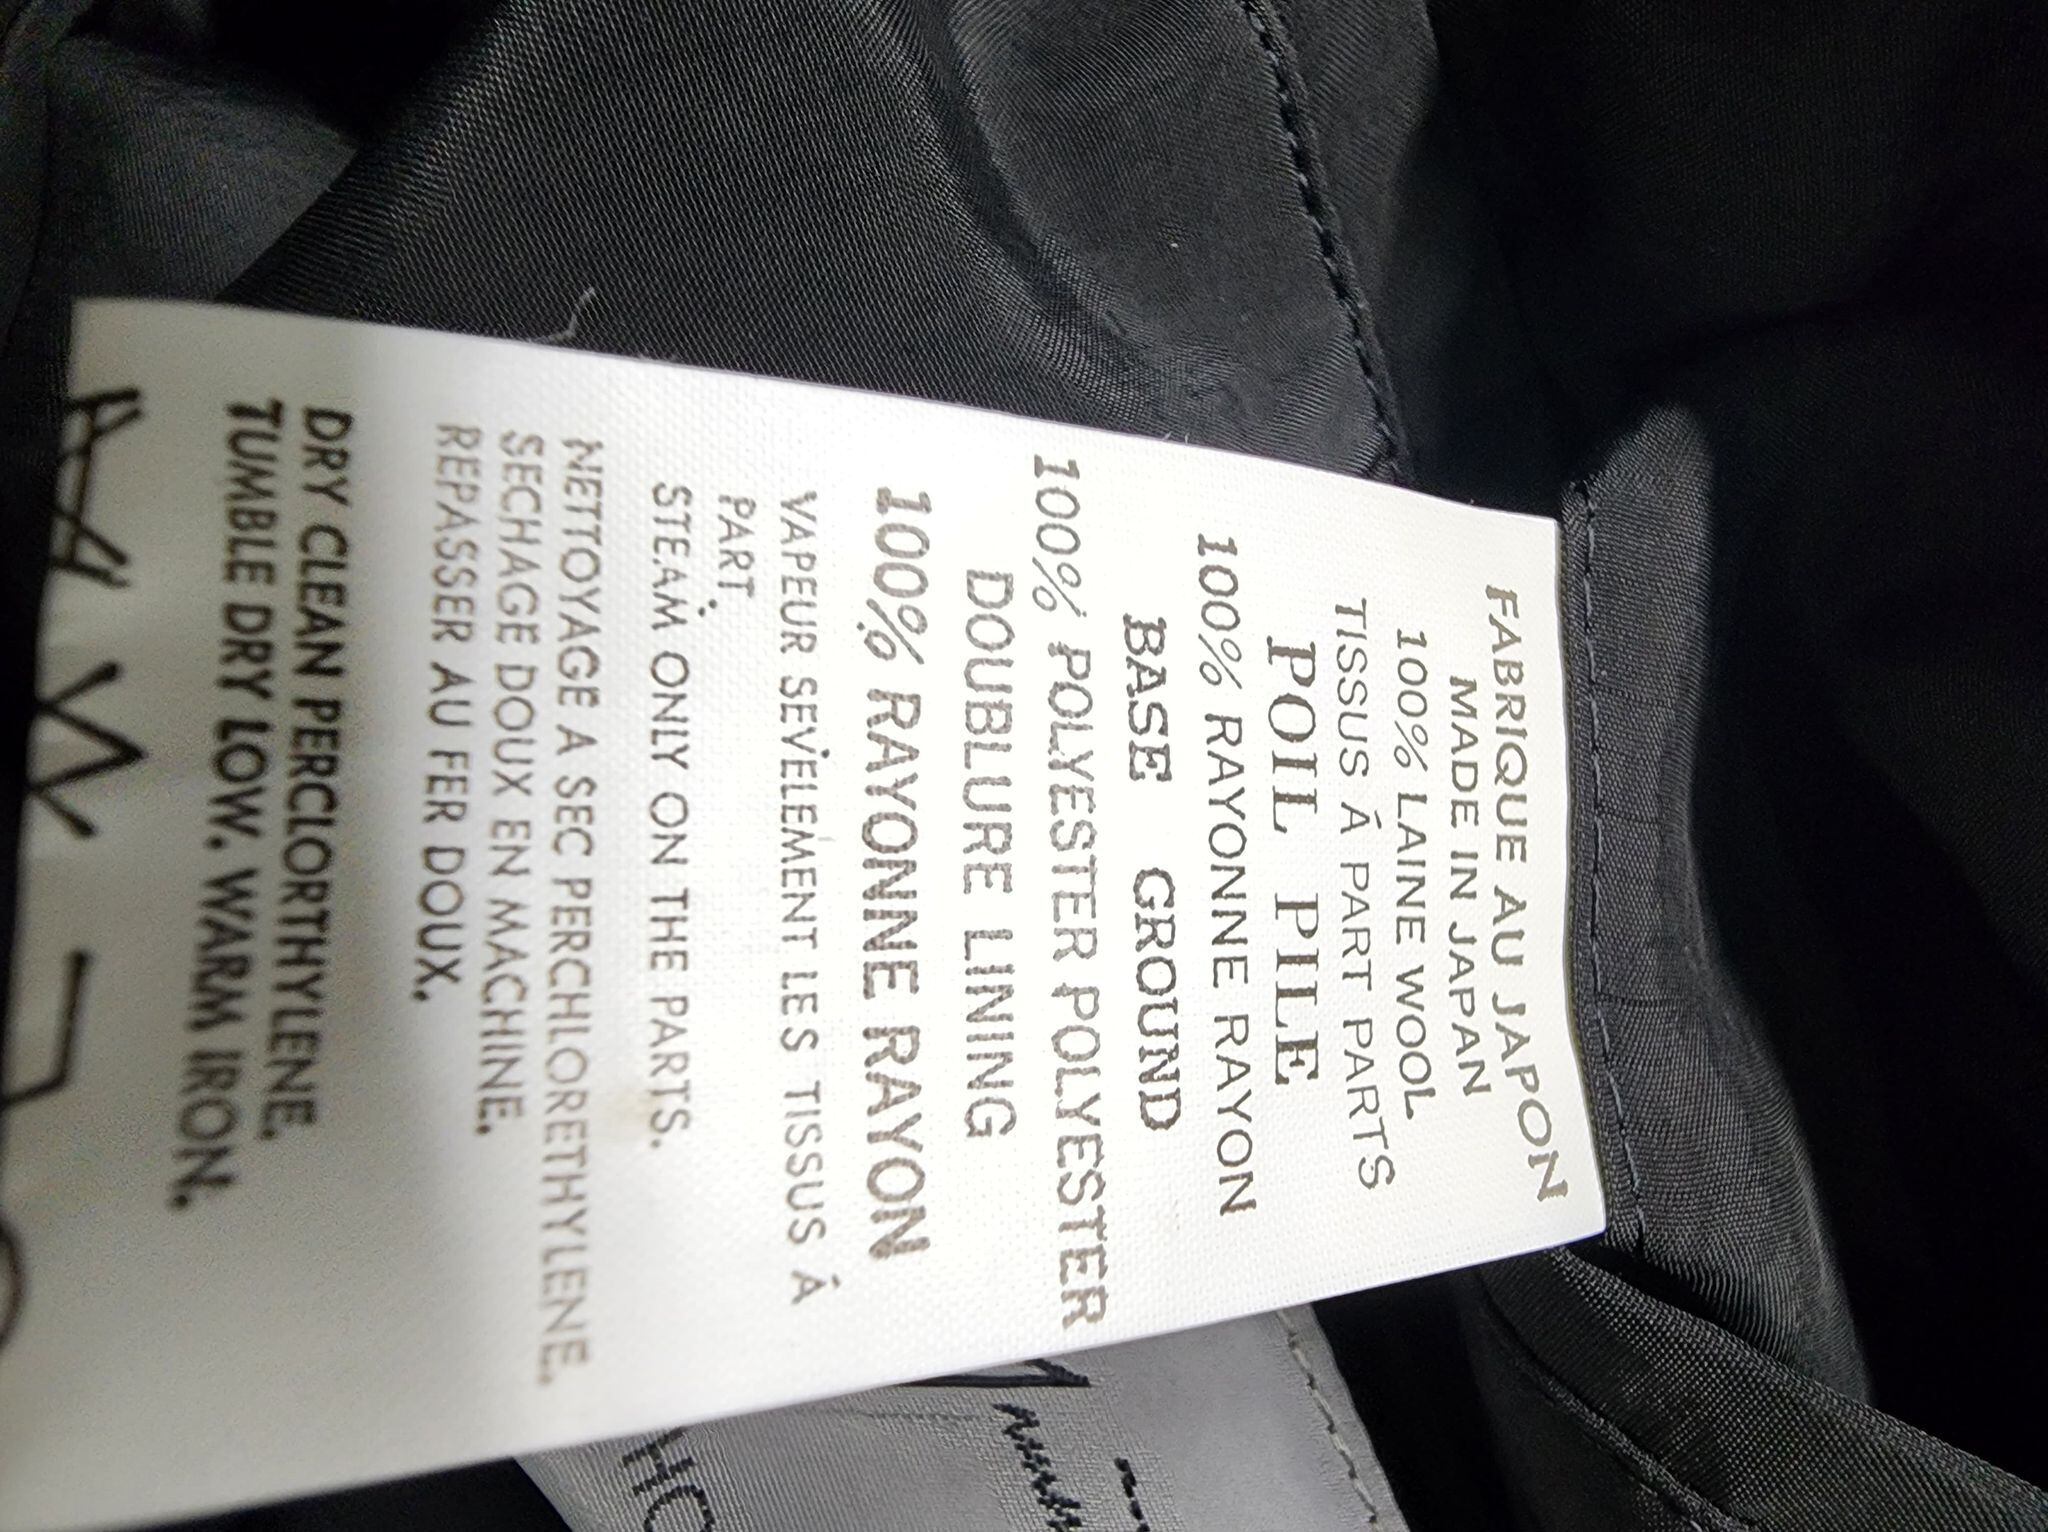 FABRIQUE AU JAPON
MADE IN JAPAN
100% LAINE WOOL
TISSUS Á PART PARTS
POIL PILE
100% RAYONNE RAYON
BASE GROUND
100% POLYESTER POLYESTER
DOUBLURE LINING
100% RAYONNE RAYON
VAPEUR SEVELEMENT LES TISSUS Á
PART.
STEAM ONLY ON THE PARTS.
NETTOYAGE A SEC PERCHLORETHYLENE.
SECHAGE DOUX EN MACHINE.
REPASSER AU FER DOUX.
DRY CLEAN PERCLORTHYLENE.
TUMBLE DRY LOW. WARM IRON.